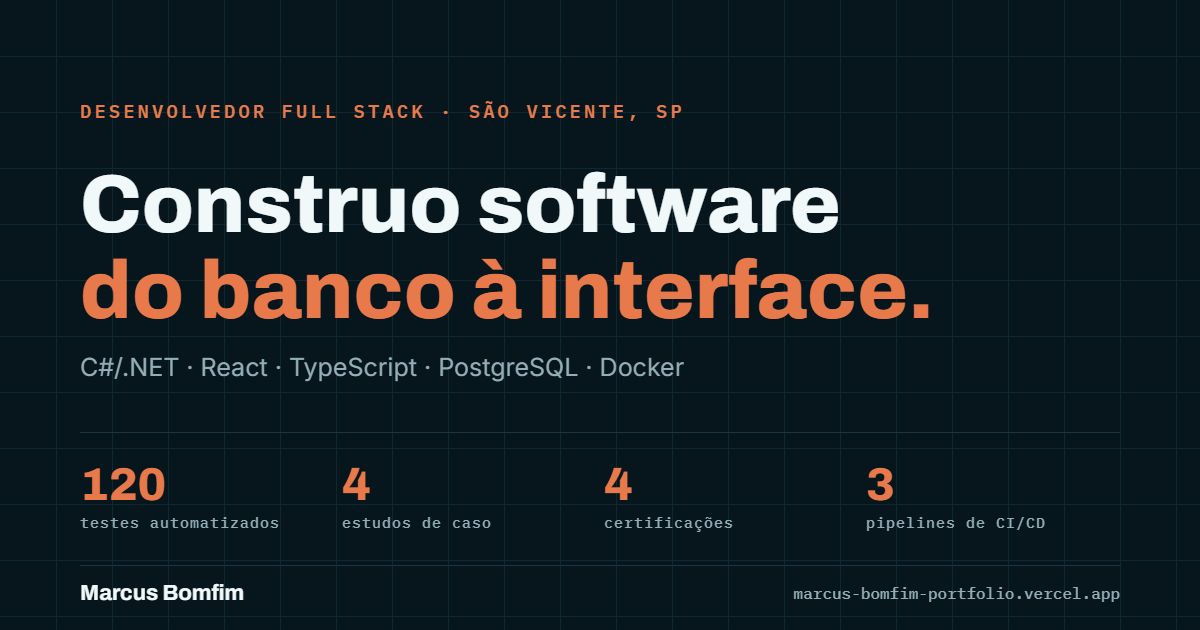 DESENVOLVEDOR FULL STACK · SÃO VICENTE, SP
Construo software
do banco à interface.
C#/.NET · React · TypeScript · PostgreSQL · Docker
120
testes automatizados
4
estudos de caso
4
certificações
3
pipelines de CI/CD
Marcus Bomfim
marcus-bomfim-portfolio.vercel.app